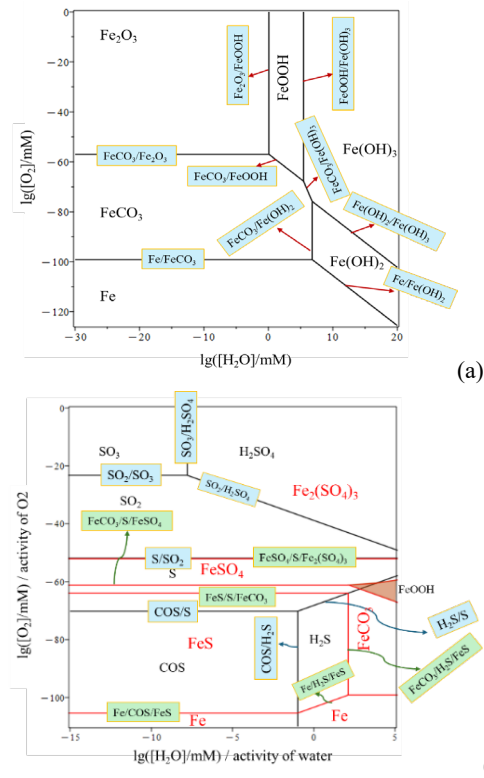 0
Fe₂O₃
Fe₂O₃/FeOOH
FeOOH
FeOOH/Fe(OH)₃
−20
−40
Fe(OH)₃
lg([O₂]/mM)
−60
FeCO₃/Fe₂O₃
FeCO₃/FeOOH
FeCO₃/Fe(OH)₃
−80
FeCO₃
FeCO₃/Fe(OH)₂
Fe(OH)₂/Fe(OH)₃
−100
Fe/FeCO₃
Fe(OH)₂
Fe/Fe(OH)₂
Fe
−120
−30
−20
−10
0
10
20
lg([H₂O]/mM)
(a)
0
SO₃
SO₃/H₂SO₄
H₂SO₄
−20
SO₂/SO₃
SO₂/H₂SO₄
Fe₂(SO₄)₃
SO₂
FeCO₃/S/FeSO₄
−40
S/SO₂
FeSO₄/S/Fe₂(SO₄)₃
S
FeSO₄
lg([O₂]/mM) / activity of O2
−60
FeOOH
FeS/S/FeCO₃
COS/S
FeCO₃
H₂S/S
FeS
H₂S
−80
COS
COS/H₂S
FeCO₃/H₂S/FeS
Fe/H₂S/FeS
−100
Fe/COS/FeS
Fe
Fe
−15
−10
−5
0
5
lg([H₂O]/mM) / activity of water